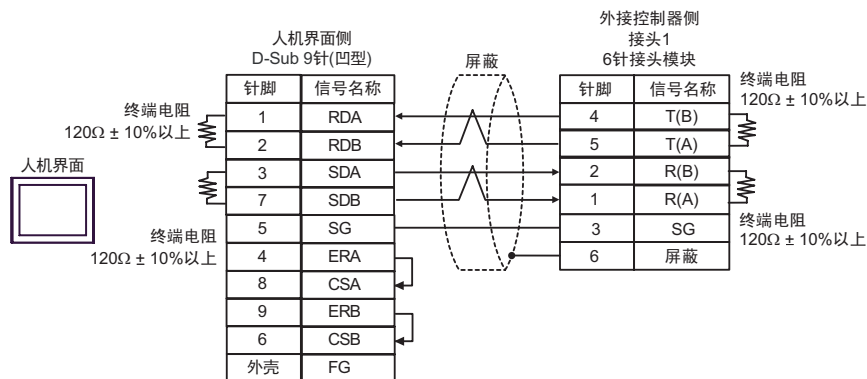 人机界面侧
D-Sub 9针(凹型)
屏蔽
外接控制器侧
接头1
6针接头模块
终端电阻
120Ω ± 10%以上
人机界面
终端电阻
120Ω ± 10%以上
针脚 信号名称
1 RDA
2 RDB
3 SDA
7 SDB
5 SG
4 ERA
8 CSA
9 ERB
6 CSB
外壳 FG
针脚 信号名称
4 T(B)
5 T(A)
2 R(B)
1 R(A)
3 SG
6 屏蔽
终端电阻
120Ω ± 10%以上
终端电阻
120Ω ± 10%以上